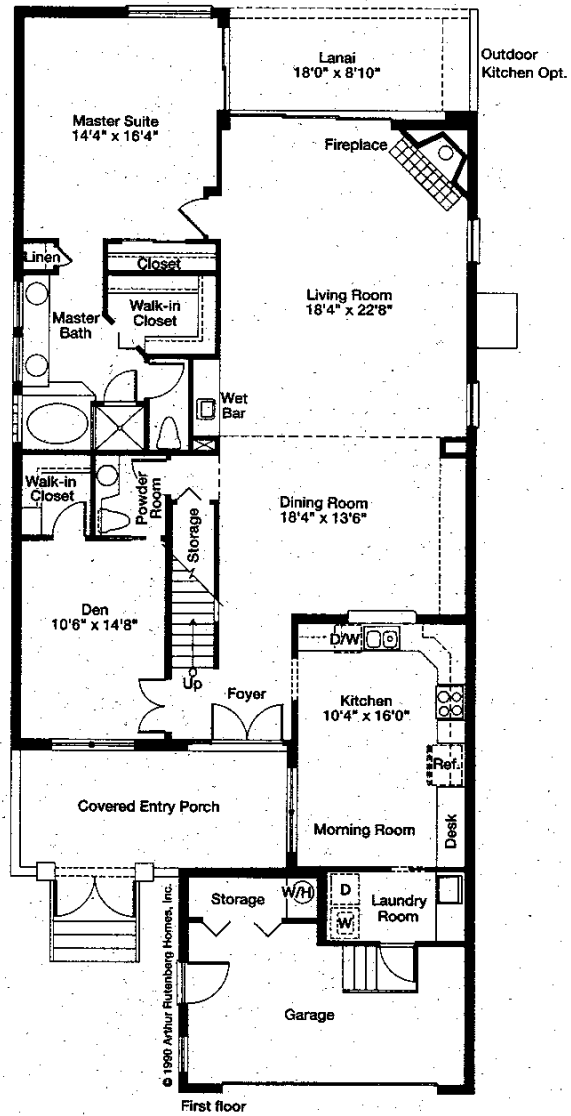 Lanai
18'0" x 8'10"
Outdoor
Kitchen Opt.
Master Suite
14'4" x 16'4"
Fireplace
Linen
Closet
Walk-in
Closet
Master
Bath
Living Room
18'4" x 22'8"
Wet
Bar
Walk-in
Closet
Powder
Room
Storage
Dining Room
18'4" x 13'6"
Den
10'6" x 14'8"
Up
Foyer
D/W
Kitchen
10'4" x 16'0"
Ref.
Covered Entry Porch
Morning Room
Desk
Storage
W/H
D
W
Laundry
Room
Garage
© 1990 Arthur Rutenberg Homes, Inc.
First floor